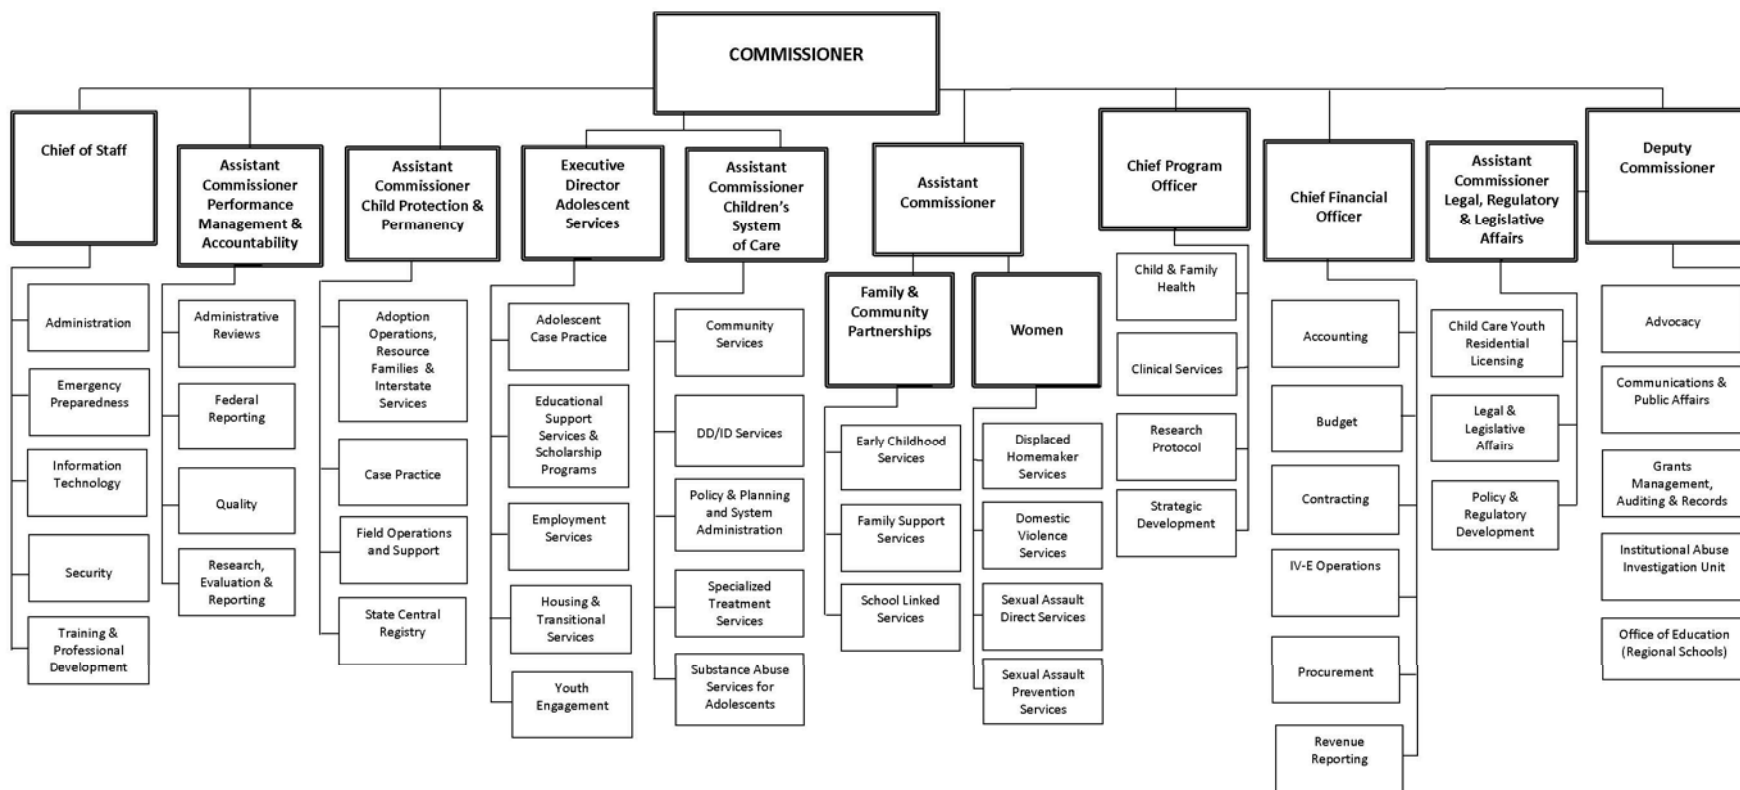 COMMISSIONER
Chief of Staff
Assistant
Commissioner
Performance
Management &
Accountability
Assistant
Commissioner
Child Protection &
Permanency
Executive
Director
Adolescent
Services
Assistant
Commissioner
Children's
System
of Care
Assistant
Commissioner
Chief Program
Officer
Chief Financial
Officer
Assistant
Commissioner
Legal, Regulatory
& Legislative
Affairs
Deputy
Commissioner
Family &
Community
Partnerships
Women
Administration
Emergency
Preparedness
Information
Technology
Security
Training &
Professional
Development
Administrative
Reviews
Federal
Reporting
Quality
Research,
Evaluation &
Reporting
Adoption
Operations,
Resource
Families &
Interstate
Services
Case Practice
Field Operations
and Support
State Central
Registry
Adolescent
Case Practice
Educational
Support
Services &
Scholarship
Programs
Employment
Services
Housing &
Transitional
Services
Youth
Engagement
Community
Services
DD/ID Services
Policy & Planning
and System
Administration
Specialized
Treatment
Services
Substance Abuse
Services for
Adolescents
Early Childhood
Services
Family Support
Services
School Linked
Services
Displaced
Homemaker
Services
Domestic
Violence
Services
Sexual Assault
Direct Services
Sexual Assault
Prevention
Services
Child & Family
Health
Clinical Services
Research
Protocol
Strategic
Development
Accounting
Budget
Contracting
IV-E Operations
Procurement
Revenue
Reporting
Child Care Youth
Residential
Licensing
Legal &
Legislative
Affairs
Policy &
Regulatory
Development
Advocacy
Communications &
Public Affairs
Grants
Management,
Auditing & Records
Institutional Abuse
Investigation Unit
Office of Education
(Regional Schools)